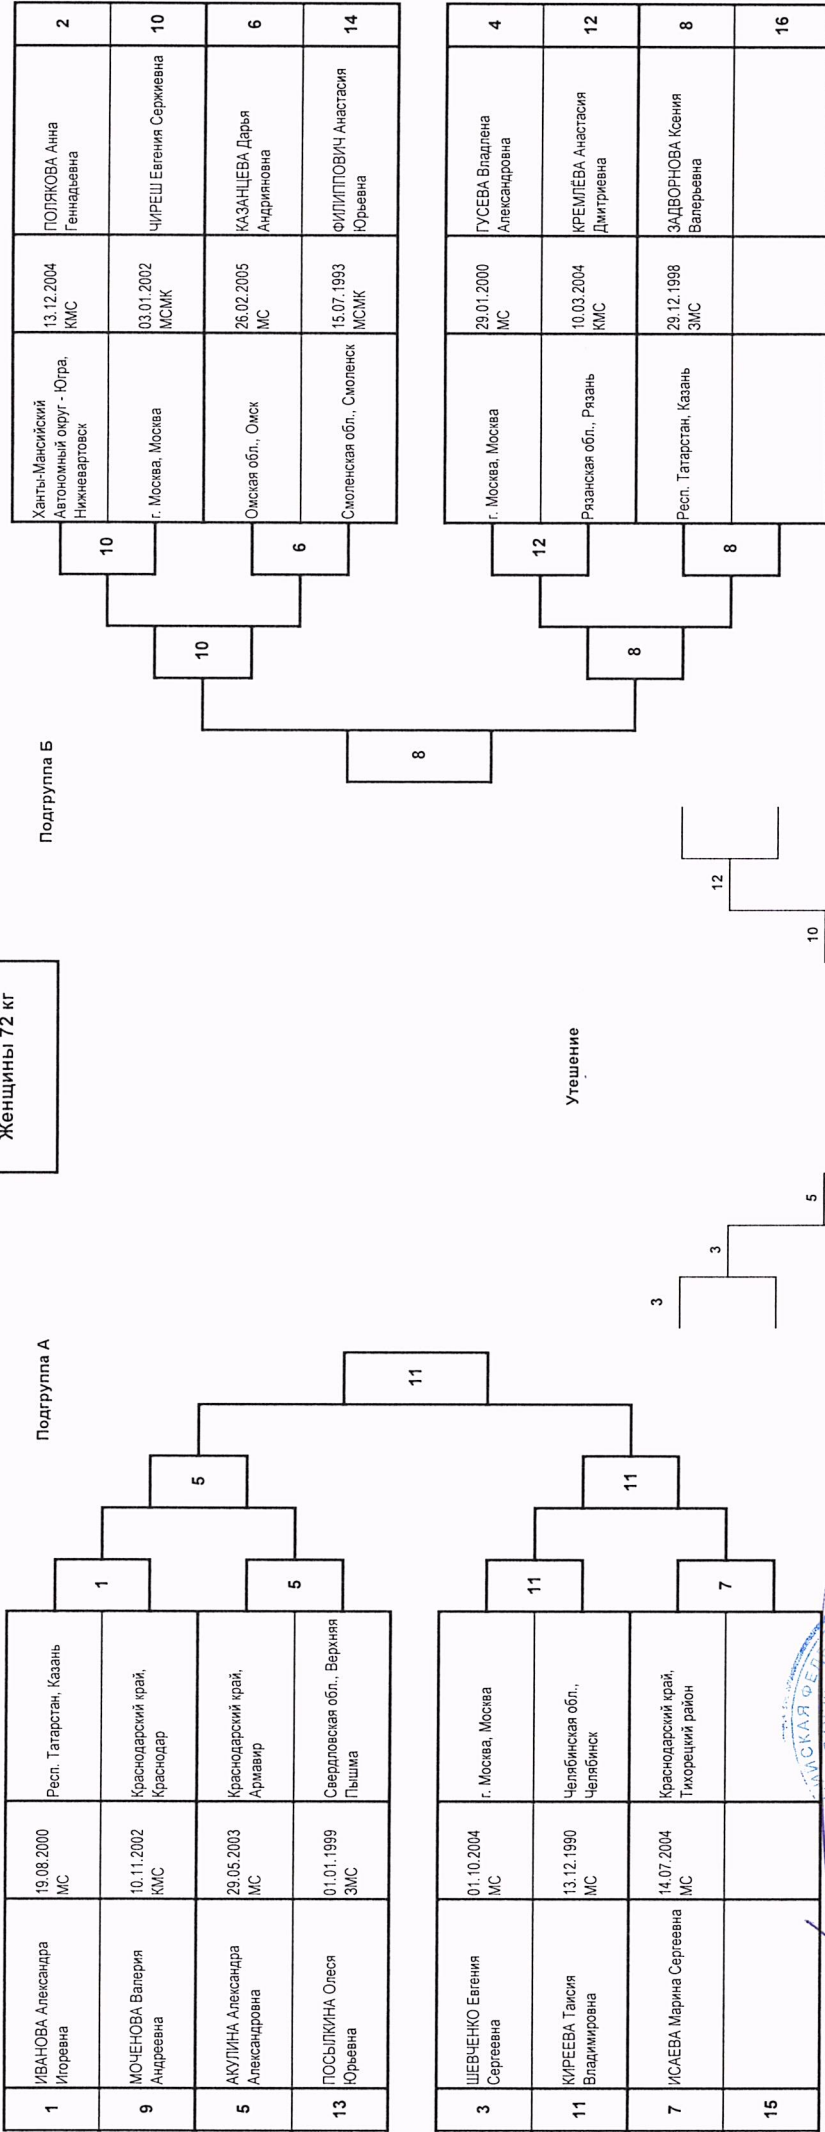 Женщины 72 кг
Подгруппа А
1
ИВАНОВА Александра
Игоревна
19.08.2000
МС
Респ. Татарстан, Казань
9
МОЧЕНОВА Валерия
Андреевна
10.11.2002
КМС
Краснодарский край,
Краснодар
5
АКУЛИНА Александра
Александровна
29.05.2003
МС
Краснодарский край,
Армавир
13
ПОСЫЛКИНА Олеся
Юрьевна
01.01.1999
ЗМС
Свердловская обл., Верхняя
Пышма
3
ШЕВЧЕНКО Евгения
Сергеевна
01.10.2004
МС
г. Москва, Москва
11
КИРЕЕВА Таисия
Владимировна
13.12.1990
МС
Челябинская обл.,
Челябинск
7
ИСАЕВА Марина Сергеевна
14.07.2004
МС
Краснодарский край,
Тихорецкий район
15
1
5
11
7
5
11
11
Подгруппа Б
Ханты-Мансийский
Автономный округ - Югра,
Нижневартовск
13.12.2004
КМС
ПОЛЯКОВА Анна
Геннадьевна
2
г. Москва, Москва
03.01.2002
МСМК
ЧИРЕШ Евгения Сержиевна
10
Омская обл., Омск
26.02.2005
МС
КАЗАНЦЕВА Дарья
Андрияновна
6
Смоленская обл., Смоленск
15.07.1993
МСМК
ФИЛИППОВИЧ Анастасия
Юрьевна
14
г. Москва, Москва
29.01.2000
МС
ГУСЕВА Владлена
Александровна
4
Рязанская обл., Рязань
10.03.2004
КМС
КРЕМЛЁВА Анастасия
Дмитриевна
12
Респ. Татарстан, Казань
29.12.1998
ЗМС
ЗАДВОРНОВА Ксения
Валерьевна
8
16
10
6
12
8
10
8
8
Утешение
3
3
5
12
10